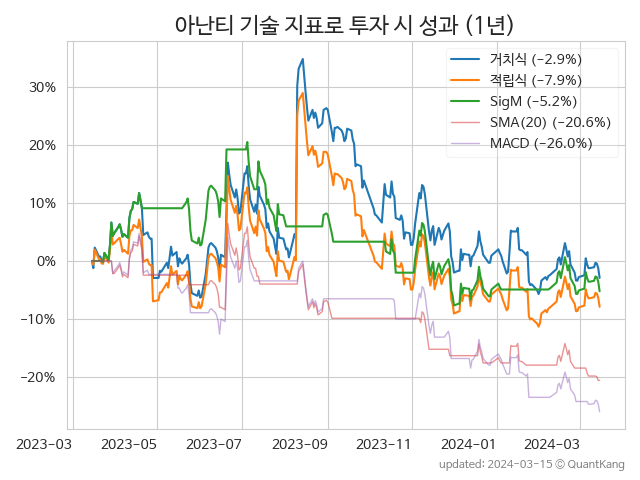 아난티 기술 지표로 투자 시 성과 (1년)
거치식 (−2.9%)
적립식 (−7.9%)
SigM (−5.2%)
SMA(20) (−20.6%)
MACD (−26.0%)
30%
20%
10%
0%
−10%
−20%
2023-03 2023-05 2023-07 2023-09 2023-11 2024-01 2024-03
updated: 2024-03-15 ⓒ QuantKang